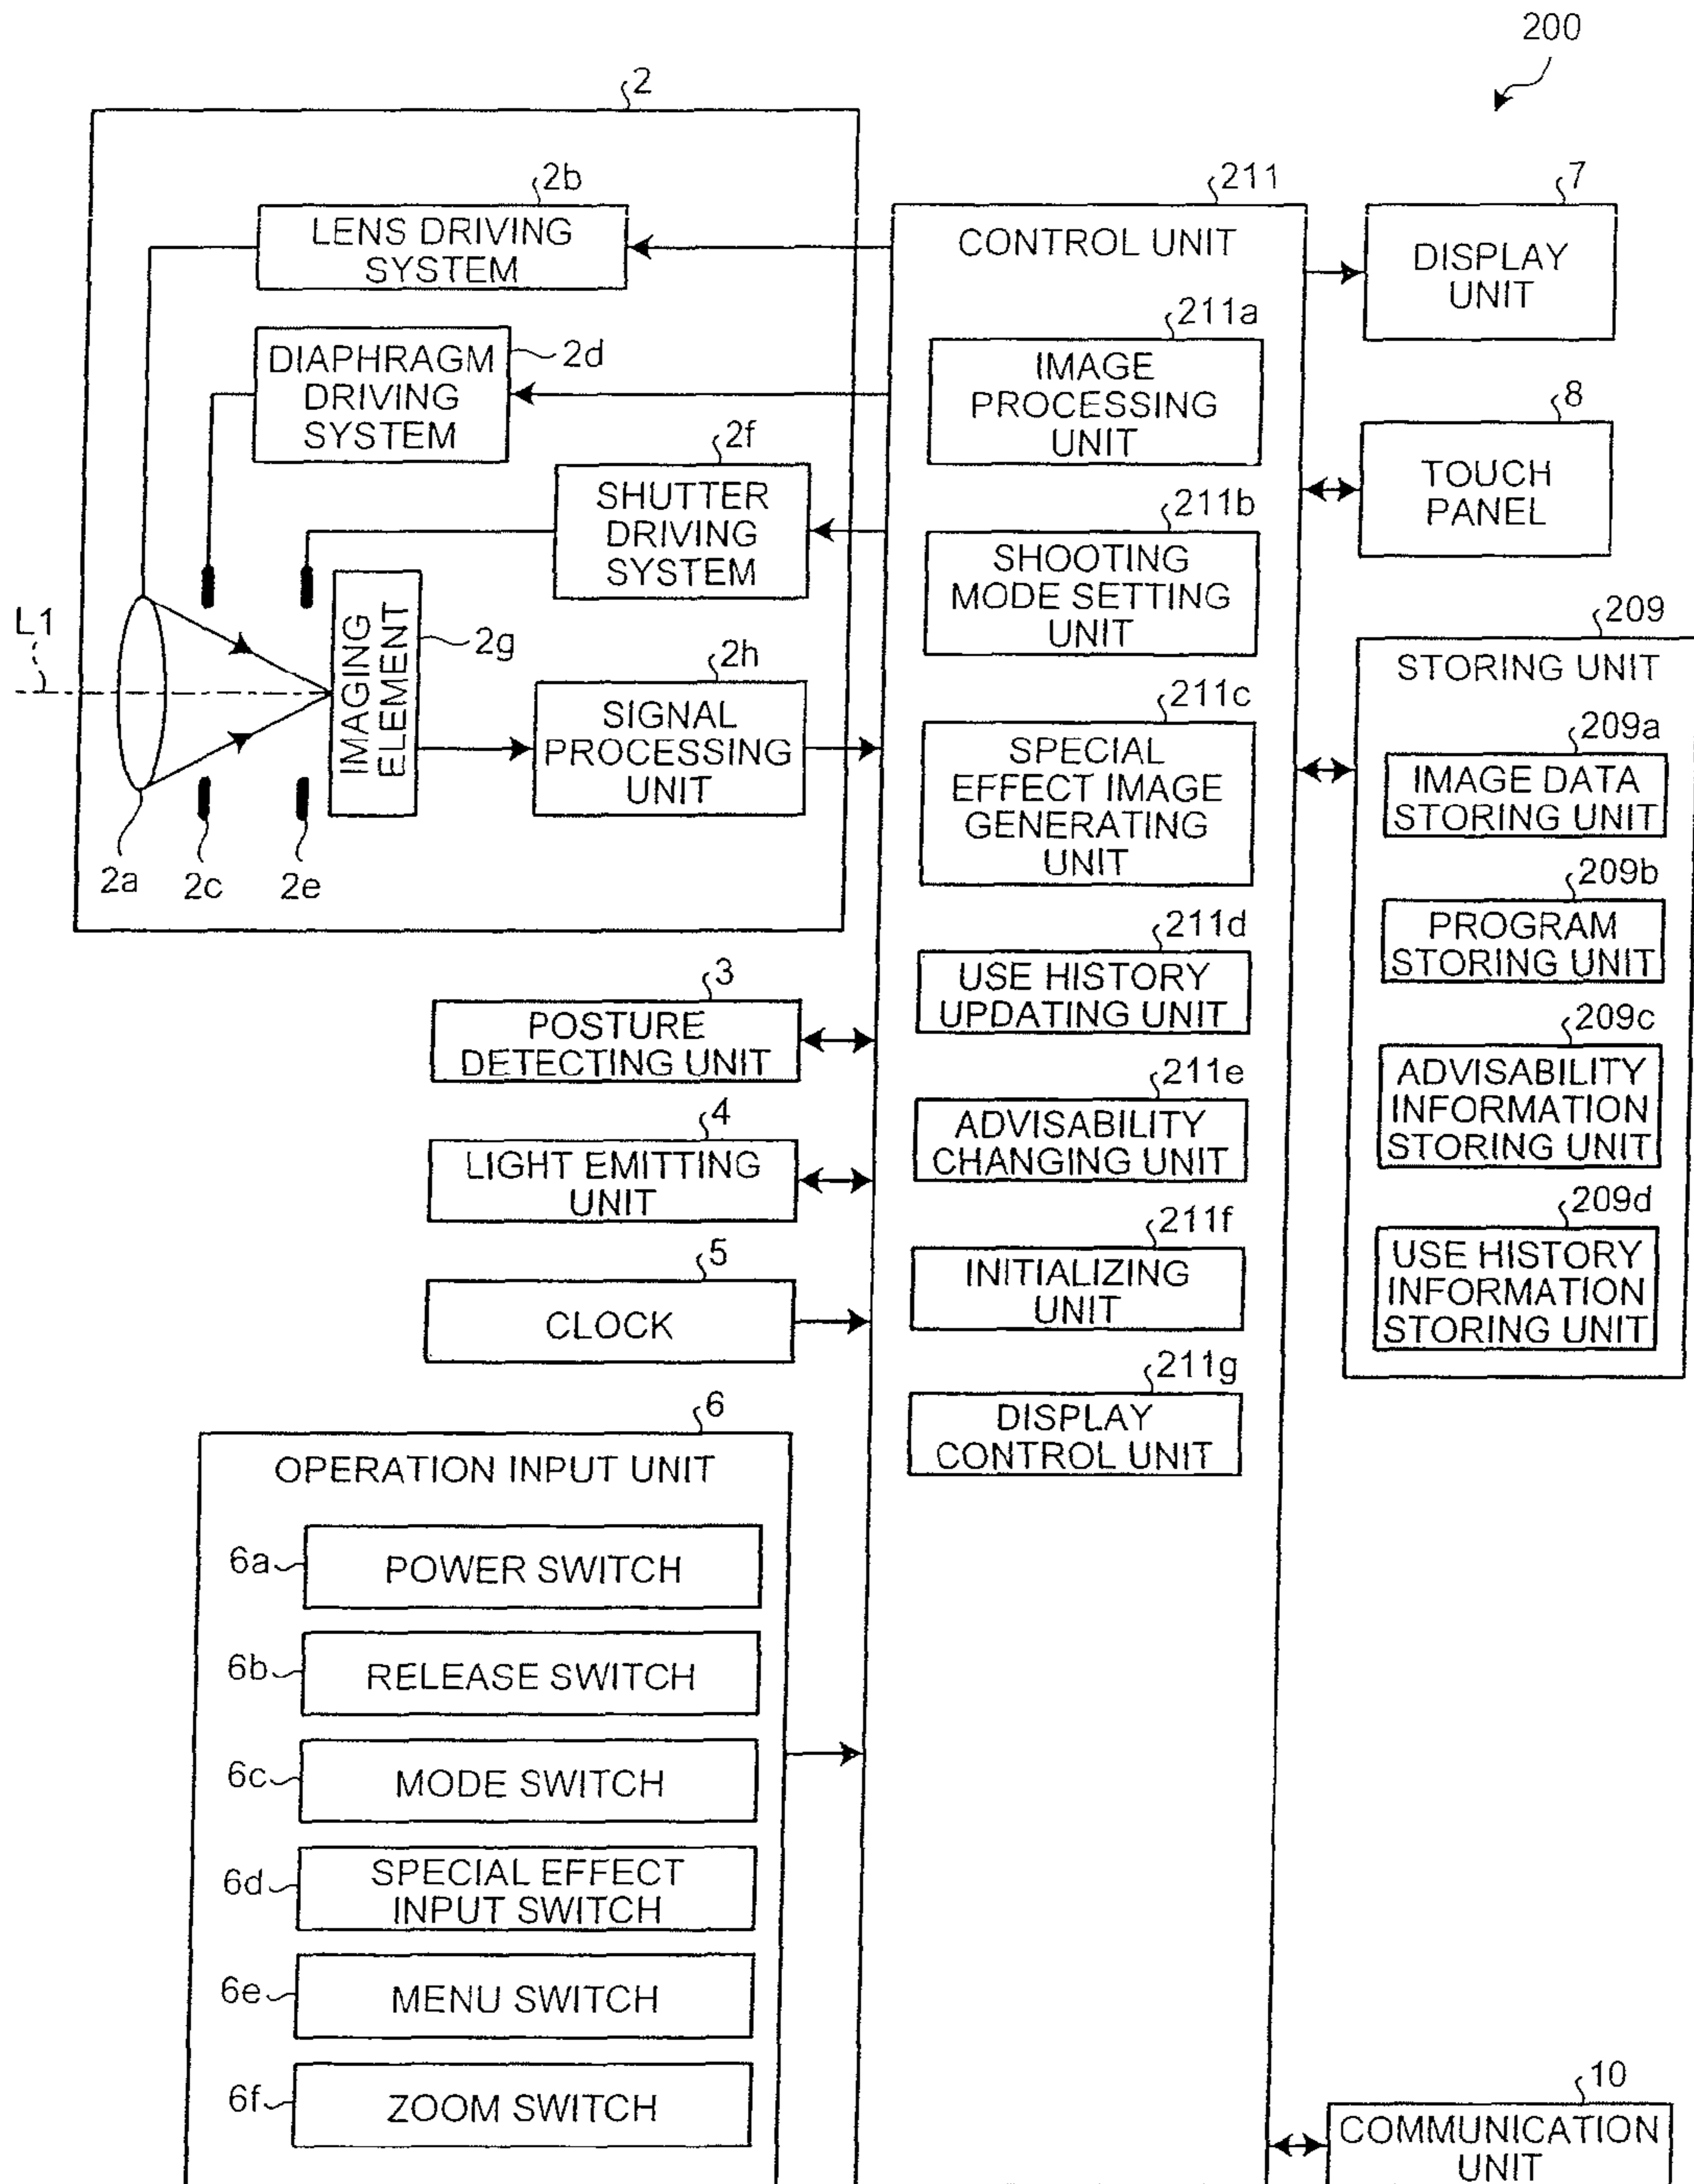 200
2
2b
LENS DRIVING
SYSTEM
DIAPHRAGM
DRIVING
SYSTEM
2d
2f
SHUTTER
DRIVING
SYSTEM
L1
IMAGING
ELEMENT
2g
2h
SIGNAL
PROCESSING
UNIT
2a
2c
2e
3
POSTURE
DETECTING UNIT
4
LIGHT EMITTING
UNIT
5
CLOCK
6
OPERATION INPUT UNIT
6a
POWER SWITCH
6b
RELEASE SWITCH
6c
MODE SWITCH
6d
SPECIAL EFFECT
INPUT SWITCH
6e
MENU SWITCH
6f
ZOOM SWITCH
211
CONTROL UNIT
211a
IMAGE
PROCESSING
UNIT
211b
SHOOTING
MODE SETTING
UNIT
211c
SPECIAL
EFFECT IMAGE
GENERATING
UNIT
211d
USE HISTORY
UPDATING UNIT
211e
ADVISABILITY
CHANGING UNIT
211f
INITIALIZING
UNIT
211g
DISPLAY
CONTROL UNIT
7
DISPLAY
UNIT
8
TOUCH
PANEL
209
STORING UNIT
209a
IMAGE DATA
STORING UNIT
209b
PROGRAM
STORING UNIT
209c
ADVISABILITY
INFORMATION
STORING UNIT
209d
USE HISTORY
INFORMATION
STORING UNIT
10
COMMUNICATION
UNIT